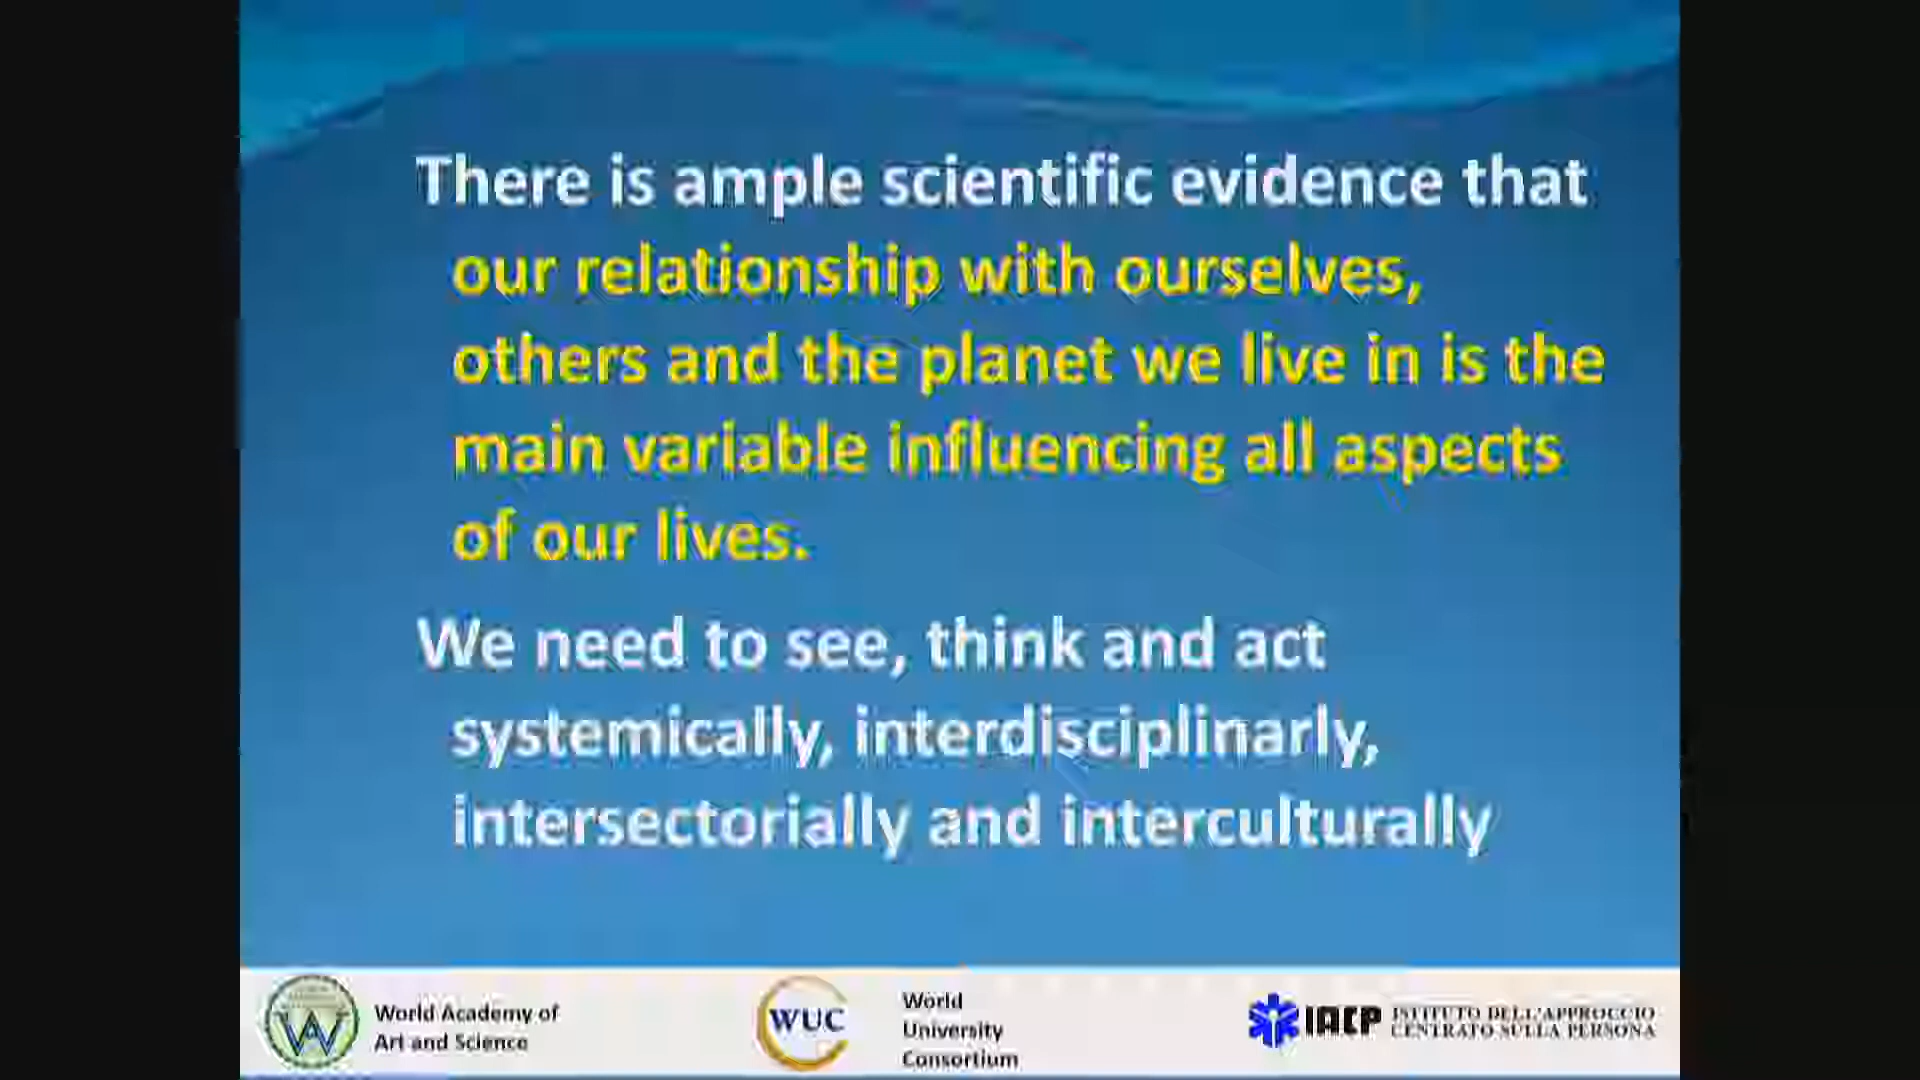 There is ample scientific evidence that
our relationship with ourselves,
others and the planet we live in is the
main variable influencing all aspects
of our lives.
We need to see, think and act
systemically, interdisciplinarly,
intersectorially and interculturally
World Academy of
Art and Science
WUC
World
University
Consortium
IACP
ISTITUTO DELL'APPROCCIO
CENTRATO SULLA PERSONA